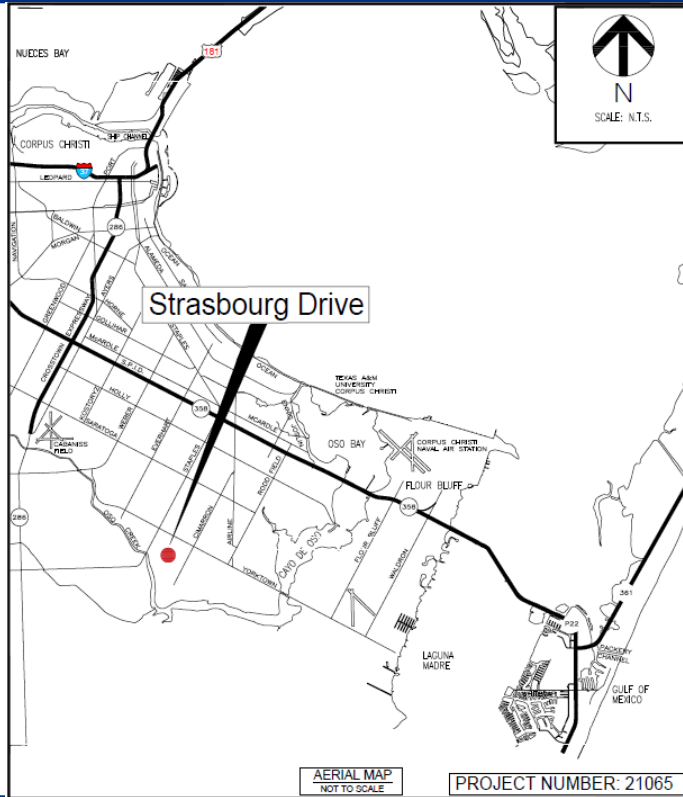 NUECES BAY
181
N
SCALE: N.T.S.
SHIP CHANNEL
CORPUS CHRISTI
37
PORT
LEOPARD
NAVIGATION
286
BALDWIN
MORGAN
ALAMEDA
OCEAN
GREENWOOD
EXPRESSWAY
AYERS
HORNE
GOLLIHAR
STAPLES
Strasbourg Drive
McARDLE
S.P.I.D.
CROSSTOWN
OCEAN
TEXAS A&M
UNIVERSITY
CORPUS CHRISTI
HOLLY
KOSTORYZ
SARATOGA
WEBER
358
McARDLE
ENNIS JOSLIN
EVERHART
OSO BAY
CORPUS CHRISTI
NAVAL AIR STATION
CABANISS
FIELD
STAPLES
RODD FIELD
FLOUR BLUFF
286
OSO
CREEK
CIMARRON
AIRLINE
358
CAYO DE OSO
FLOUR BLUFF
WALDRON
YORKTOWN
361
P22
PACKERY
CHANNEL
LAGUNA
MADRE
GULF OF
MEXICO
AERIAL MAP
NOT TO SCALE
PROJECT NUMBER: 21065